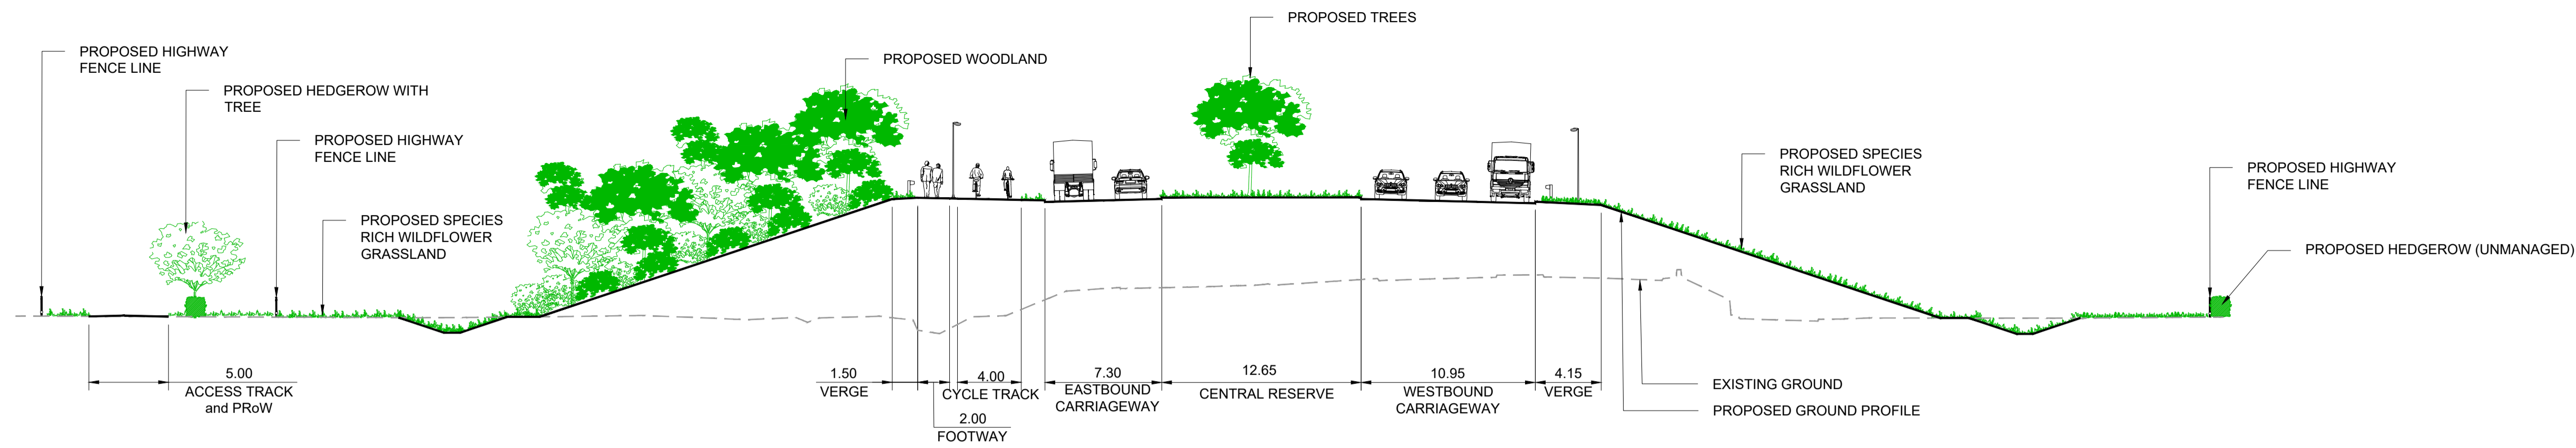 PROPOSED HIGHWAY
FENCE LINE
PROPOSED HEDGEROW WITH
TREE
PROPOSED HIGHWAY
FENCE LINE
PROPOSED SPECIES
RICH WILDFLOWER
GRASSLAND
PROPOSED WOODLAND
PROPOSED TREES
PROPOSED SPECIES
RICH WILDFLOWER
GRASSLAND
PROPOSED HIGHWAY
FENCE LINE
PROPOSED HEDGEROW (UNMANAGED)
EXISTING GROUND
PROPOSED GROUND PROFILE
5.00
ACCESS TRACK
and PRoW
1.50
VERGE
2.00
FOOTWAY
4.00
CYCLE TRACK
7.30
EASTBOUND
CARRIAGEWAY
12.65
CENTRAL RESERVE
10.95
WESTBOUND
CARRIAGEWAY
4.15
VERGE